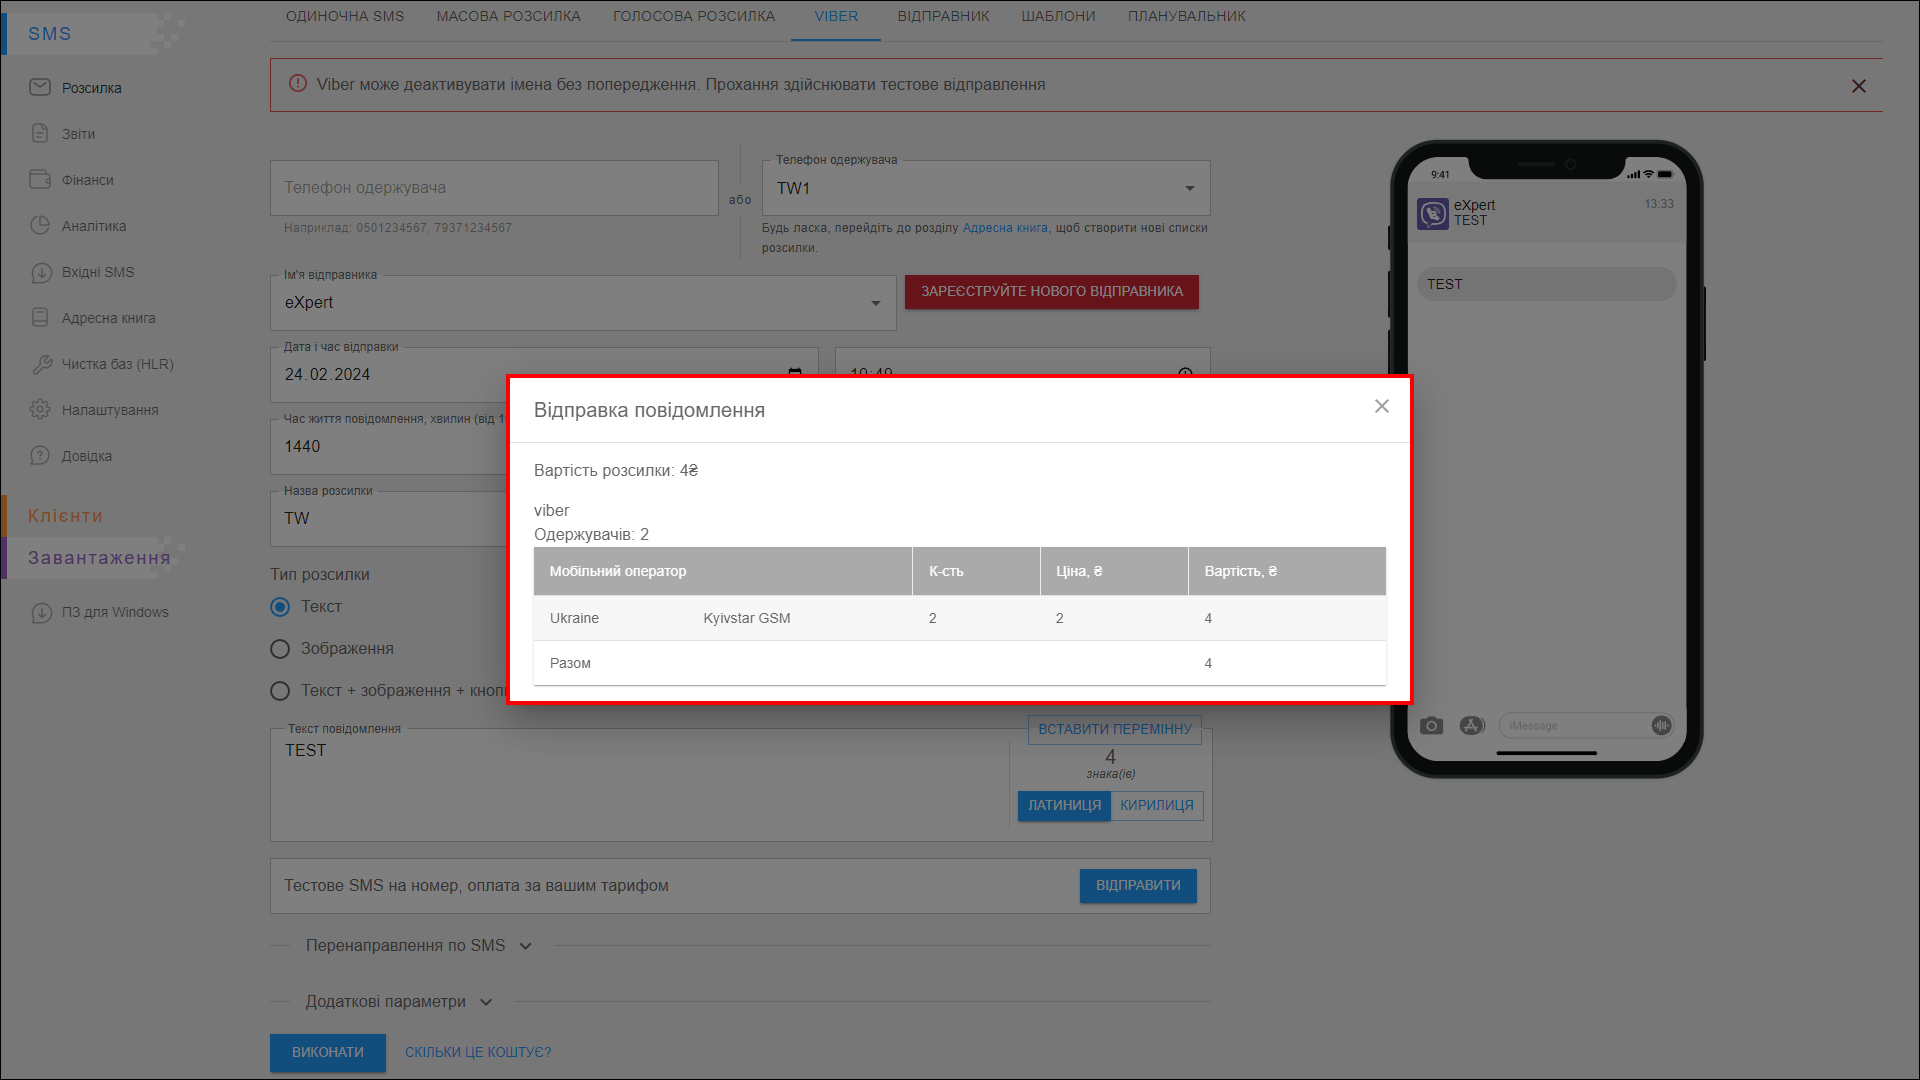 SMS
Розсилка
Звіти
Фінанси
Аналітика
Вхідні SMS
Адресна книга
Чистка баз (HLR)
Налаштування
Довідка
Клієнти
Завантаження
ПЗ для Windows
ОДИНОЧНА SMS МАСОВА РОЗСИЛКА ГОЛОСОВА РОЗСИЛКА VIBER ВІДПРАВНИК ШАБЛОНИ ПЛАНУВАЛЬНИК
Viber може деактивувати імена без попередження. Прохання здійснювати тестове відправлення
Телефон одержувача
Наприклад: 0501234567, 79371234567
або
Телефон одержувача
TW1
Будь ласка, перейдіть до розділу Адресна книга, щоб створити нові списки
розсилки.
Ім'я відправника
eXpert
ЗАРЕЄСТРУЙТЕ НОВОГО ВІДПРАВНИКА
Дата і час відправки
24.02.2024
10:49
Час життя повідомлення, хвилин (від
1440
Назва розсилки
TW
Тип розсилки
Текст
Зображення
Текст + зображення +
Відправка повідомлення
Вартість розсилки: 4₴
viber
Одержувачів: 2
Мобільний оператор К-сть Ціна, ₴ Вартість, ₴
Ukraine Kyivstar GSM 2 2 4
Разом 4
Текст повідомлення
TEST
ВСТАВИТИ ПЕРЕМІННУ
4
знака(ів)
ЛАТИНИЦЯ КИРИЛИЦЯ
Тестове SMS на номер, оплата за вашим тарифом
ВІДПРАВИТИ
Перенаправлення по SMS
Додаткові параметри
ВИКОНАТИ СКІЛЬКИ ЦЕ КОШТУЄ?
9:41
eXpert
TEST
13:33
TEST
iMessage